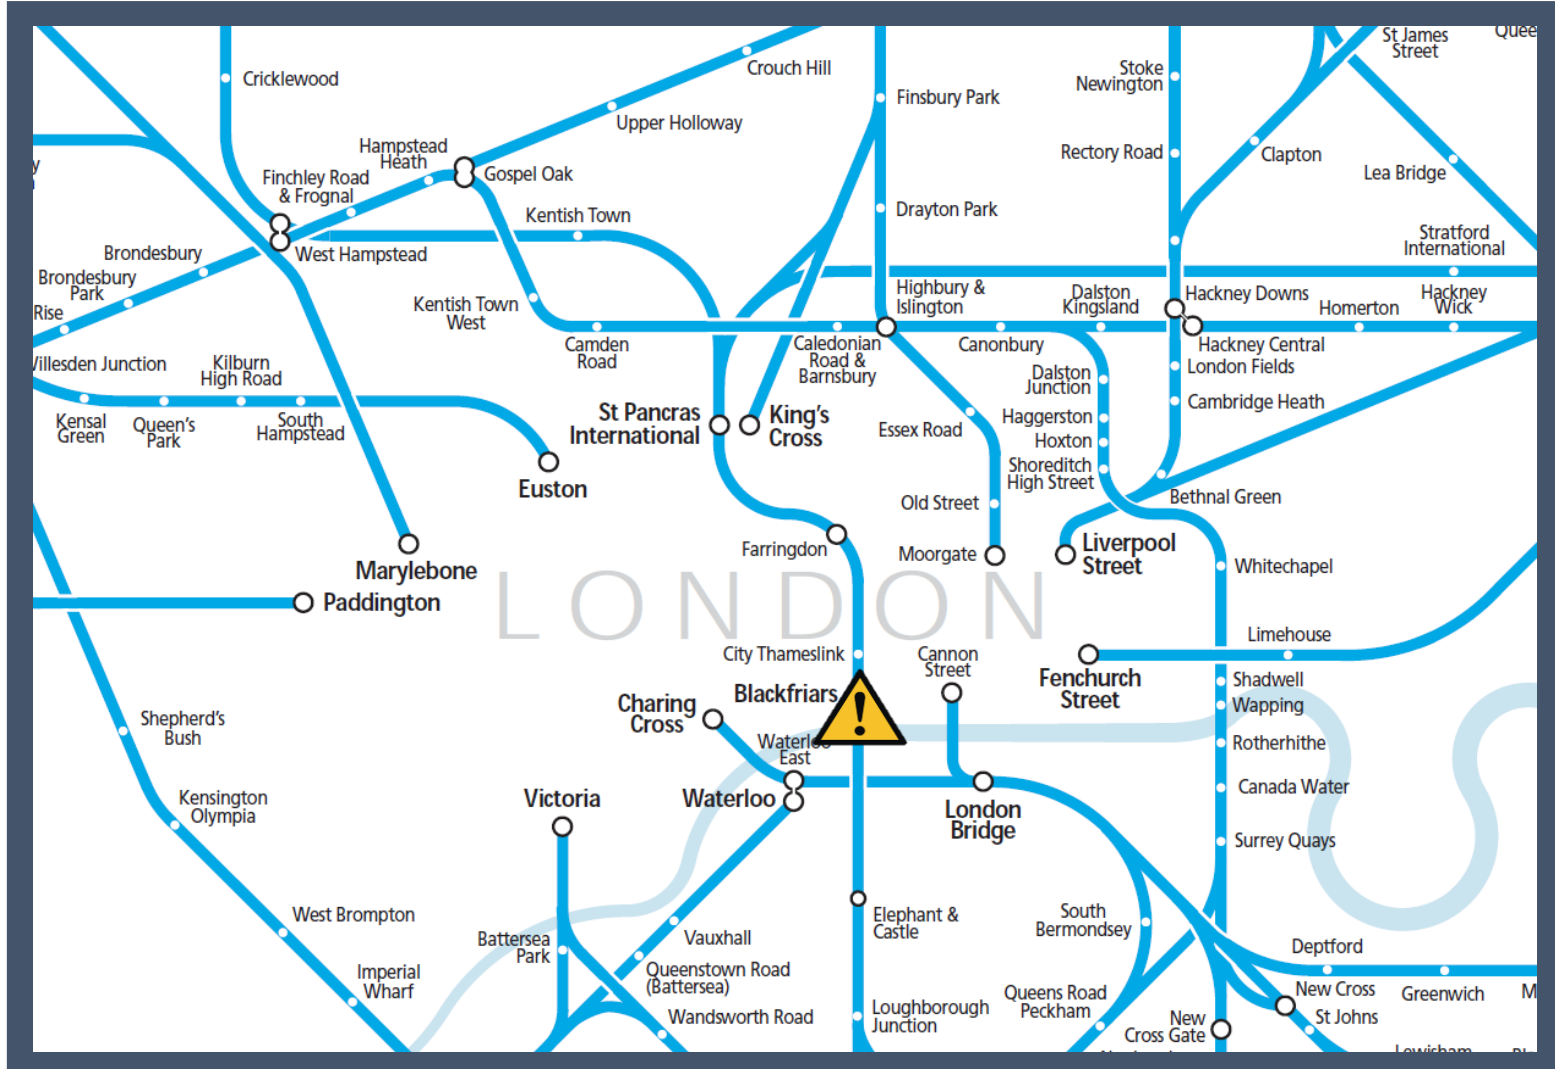 St James
Street
Quee
Crouch Hill
Cricklewood
Stoke
Newington
Finsbury Park
Upper Holloway
Hampstead
Heath
Rectory Road
Clapton
Lea Bridge
Gospel Oak
Finchley Road
& Frognal
Kentish Town
Drayton Park
Stratford
International
Brondesbury
West Hampstead
Brondesbury
Park
Rise
Kentish Town
West
Highbury &
Islington
Dalston
Kingsland
Hackney Downs
Homerton
Hackney
Wick
Camden
Road
Caledonian
Road &
Barnsbury
Canonbury
Hackney Central
illesden Junction
Kilburn
High Road
London Fields
Dalston
Junction
Cambridge Heath
Kensal
Green
Queen's
Park
South
Hampstead
St Pancras
International
King's
Cross
Essex Road
Haggerston
Hoxton
Shoreditch
High Street
Euston
Bethnal Green
Old Street
Farringdon
Moorgate
Liverpool
Street
Marylebone
Whitechapel
Paddington
LONDON
Limehouse
City Thameslink
Cannon
Street
Fenchurch
Street
Shadwell
Blackfriars
Charing
Cross
Wapping
Shepherd's
Bush
Waterloo
East
Rotherhithe
Canada Water
Kensington
Olympia
Victoria
Waterloo
London
Bridge
Surrey Quays
West Brompton
Elephant &
Castle
South
Bermondsey
Vauxhall
Battersea
Park
Deptford
Imperial
Wharf
Queenstown Road
(Battersea)
Queens Road
Peckham
New Cross
Greenwich
M
Loughborough
Junction
Wandsworth Road
New
Cross Gate
St Johns
Lewisham